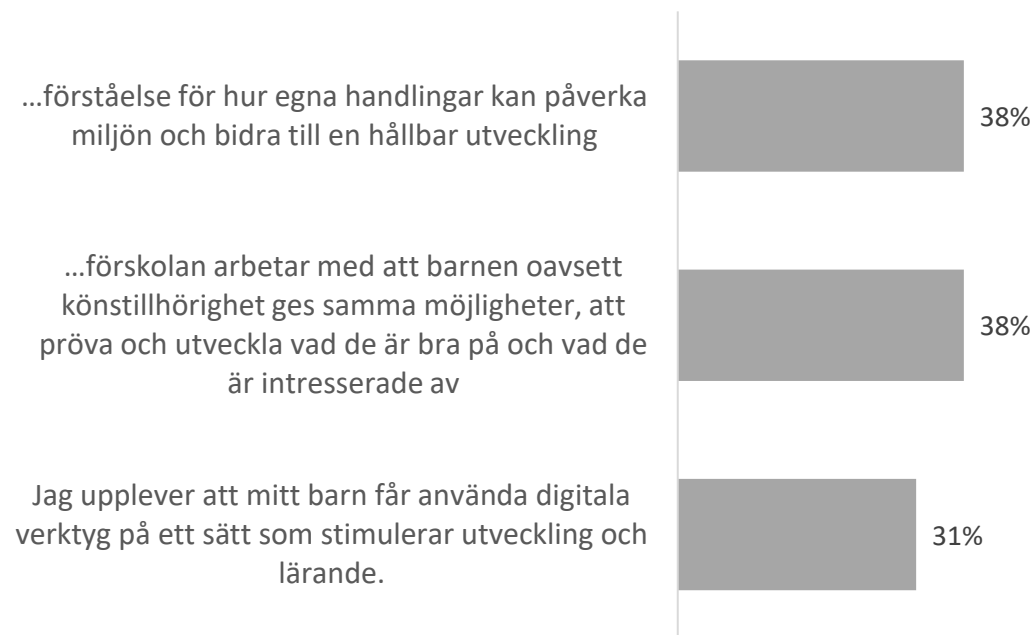 …förståelse för hur egna handlingar kan påverka
miljön och bidra till en hållbar utveckling
38%
…förskolan arbetar med att barnen oavsett
könstillhörighet ges samma möjligheter, att
pröva och utveckla vad de är bra på och vad de
är intresserade av
38%
Jag upplever att mitt barn får använda digitala
verktyg på ett sätt som stimulerar utveckling och
lärande.
31%